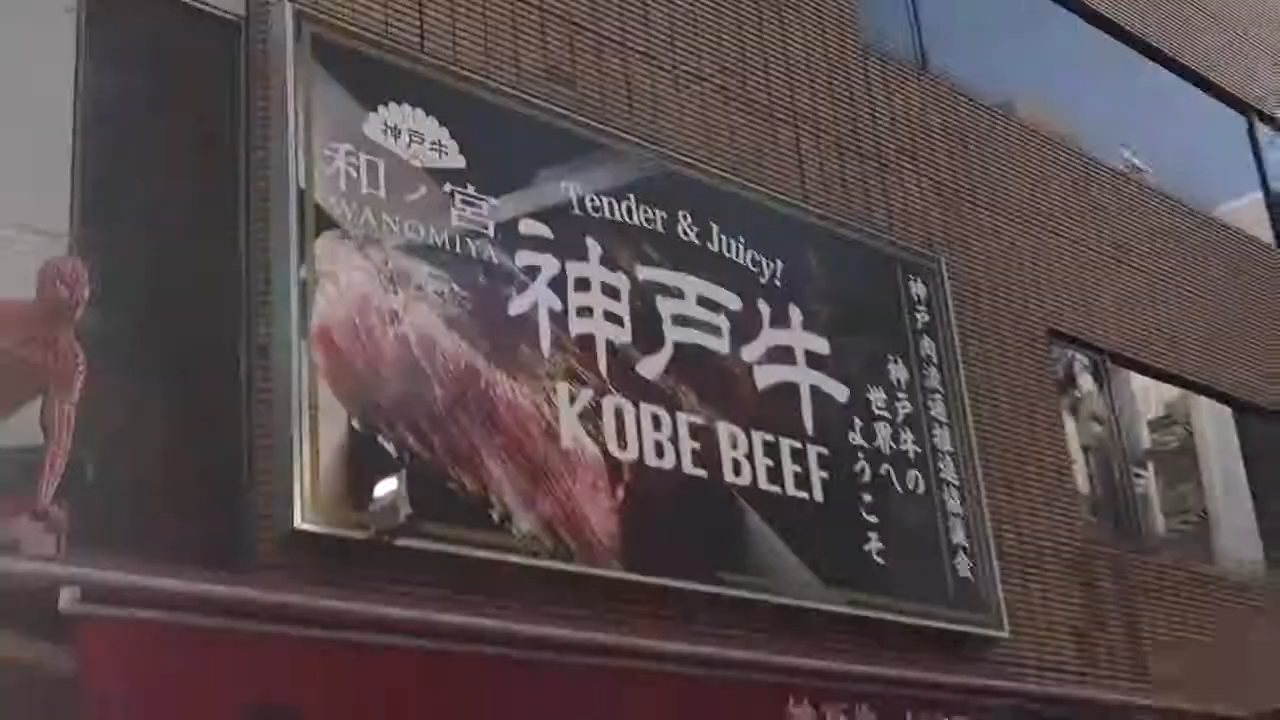 神戸牛
和ノ宮
WANOMIYA
Tender & Juicy!
神戸牛
KOBE BEEF
神戸肉流通推進協議会
神戸牛の
世界へ
ようこそ